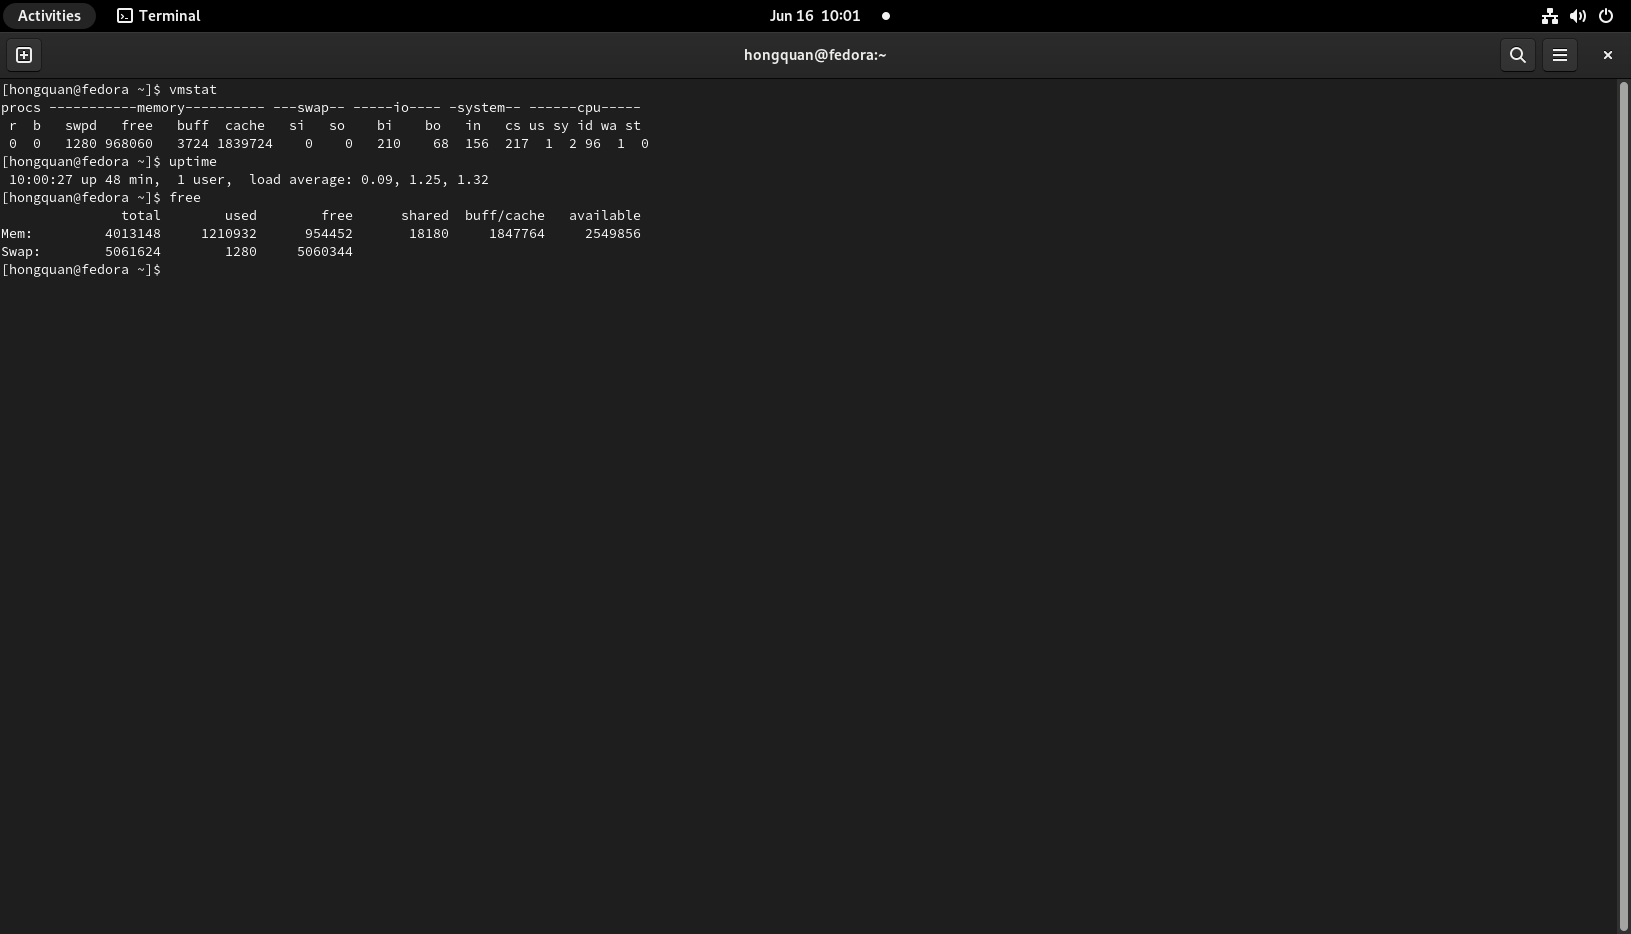 Activities Terminal Jun 16 10:01
hongquan@fedora:~
[hongquan@fedora ~]$ vmstat
procs -----------memory---------- ---swap-- -----io---- -system-- ------cpu-----
 r  b   swpd   free   buff  cache   si   so    bi    bo   in   cs us sy id wa st
 0  0   1280 968060   3724 1839724    0    0   210    68  156  217  1  2 96  1  0
[hongquan@fedora ~]$ uptime
 10:00:27 up 48 min,  1 user,  load average: 0.09, 1.25, 1.32
[hongquan@fedora ~]$ free
               total        used        free      shared  buff/cache   available
Mem:         4013148     1210932      954452       18180     1847764     2549856
Swap:        5061624        1280     5060344
[hongquan@fedora ~]$